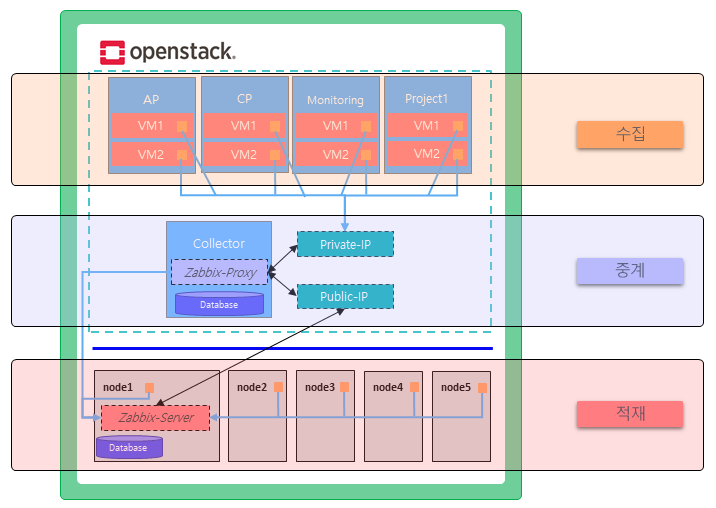 openstack.
AP
CP
Monitoring
Project1
VM1
VM1
VM1
VM1
VM2
VM2
VM2
VM2
수집
Collector
Private-IP
Zabbix-Proxy
중계
Public-IP
Database
node1
node2
node3
node4
node5
Zabbix-Server
적재
Database